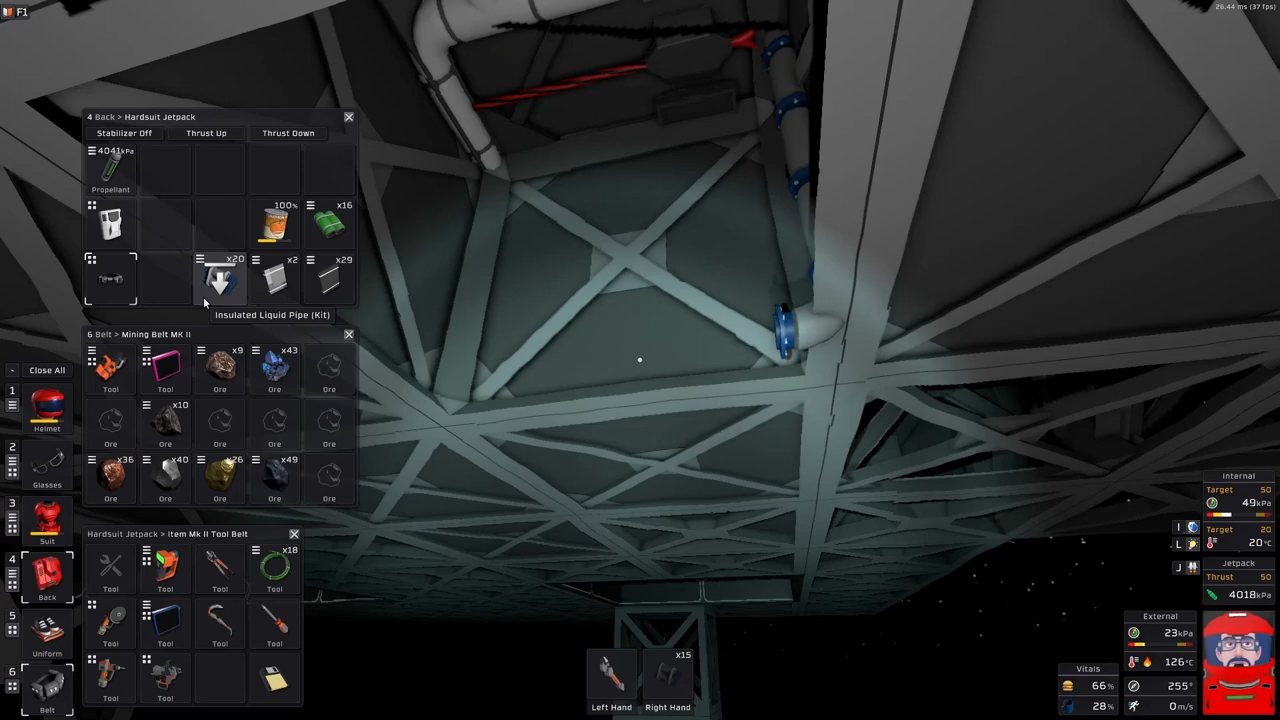 F1
26.44 ms (37 fps)
4 Back > Hardsuit Jetpack
Stabilizer Off
Thrust Up
Thrust Down
4041kPa
Propellant
100%
x16
x20
x2
x29
Insulated Liquid Pipe (Kit)
6 Belt > Mining Belt MK II
x9
x43
Tool
Tool
Ore
Ore
Ore
x10
Ore
Ore
Ore
Ore
Ore
x36
x40
x26
x49
Ore
Ore
Ore
Ore
Ore
Hardsuit Jetpack > Item Mk II Tool Belt
x18
Tool
Tool
Tool
Tool
Tool
Tool
Tool
Tool
Tool
Tool
~
Close All
1
Helmet
2
Glasses
3
Suit
4
Back
5
Uniform
6
Belt
x15
Left Hand
Right Hand
Internal
Target 50
49kPa
Target 20
20°C
I
L
J
Jetpack
Thrust 50
4018kPa
External
23kPa
126°C
Vitals
66 %
28 %
255°
0m/s